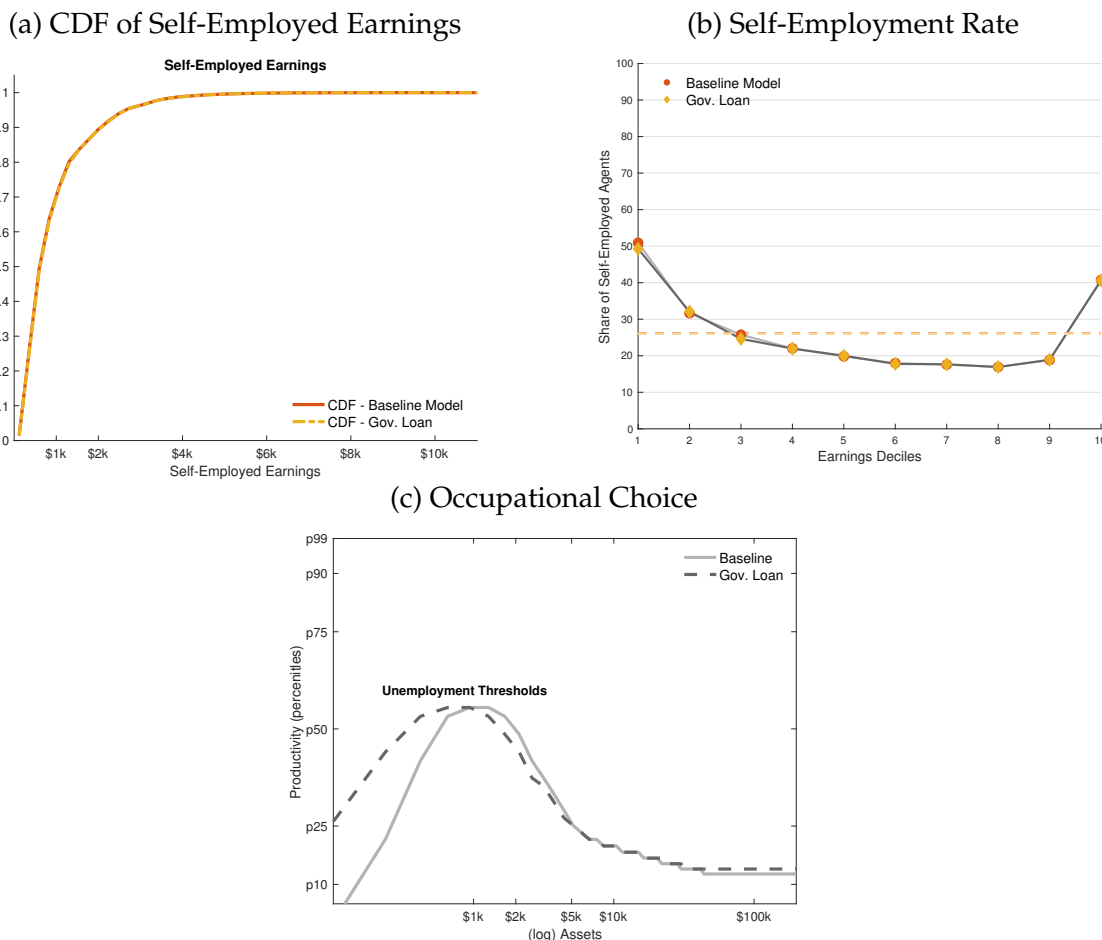 (a) CDF of Self-Employed Earnings
Self-Employed Earnings
1
.9
.8
.7
.6
.5
.4
.3
.2
.1
0
$1k $2k $4k $6k $8k $10k
Self-Employed Earnings
CDF - Baseline Model
CDF - Gov. Loan
(b) Self-Employment Rate
Share of Self-Employed Agents
100
90
80
70
60
50
40
30
20
10
0
1 2 3 4 5 6 7 8 9 10
Earnings Deciles
Baseline Model
Gov. Loan
(c) Occupational Choice
Productivity (percenitles)
p99
p90
p75
p50
p25
p10
$1k $2k $5k $10k $100k
(log) Assets
Unemployment Thresholds
Baseline
Gov. Loan